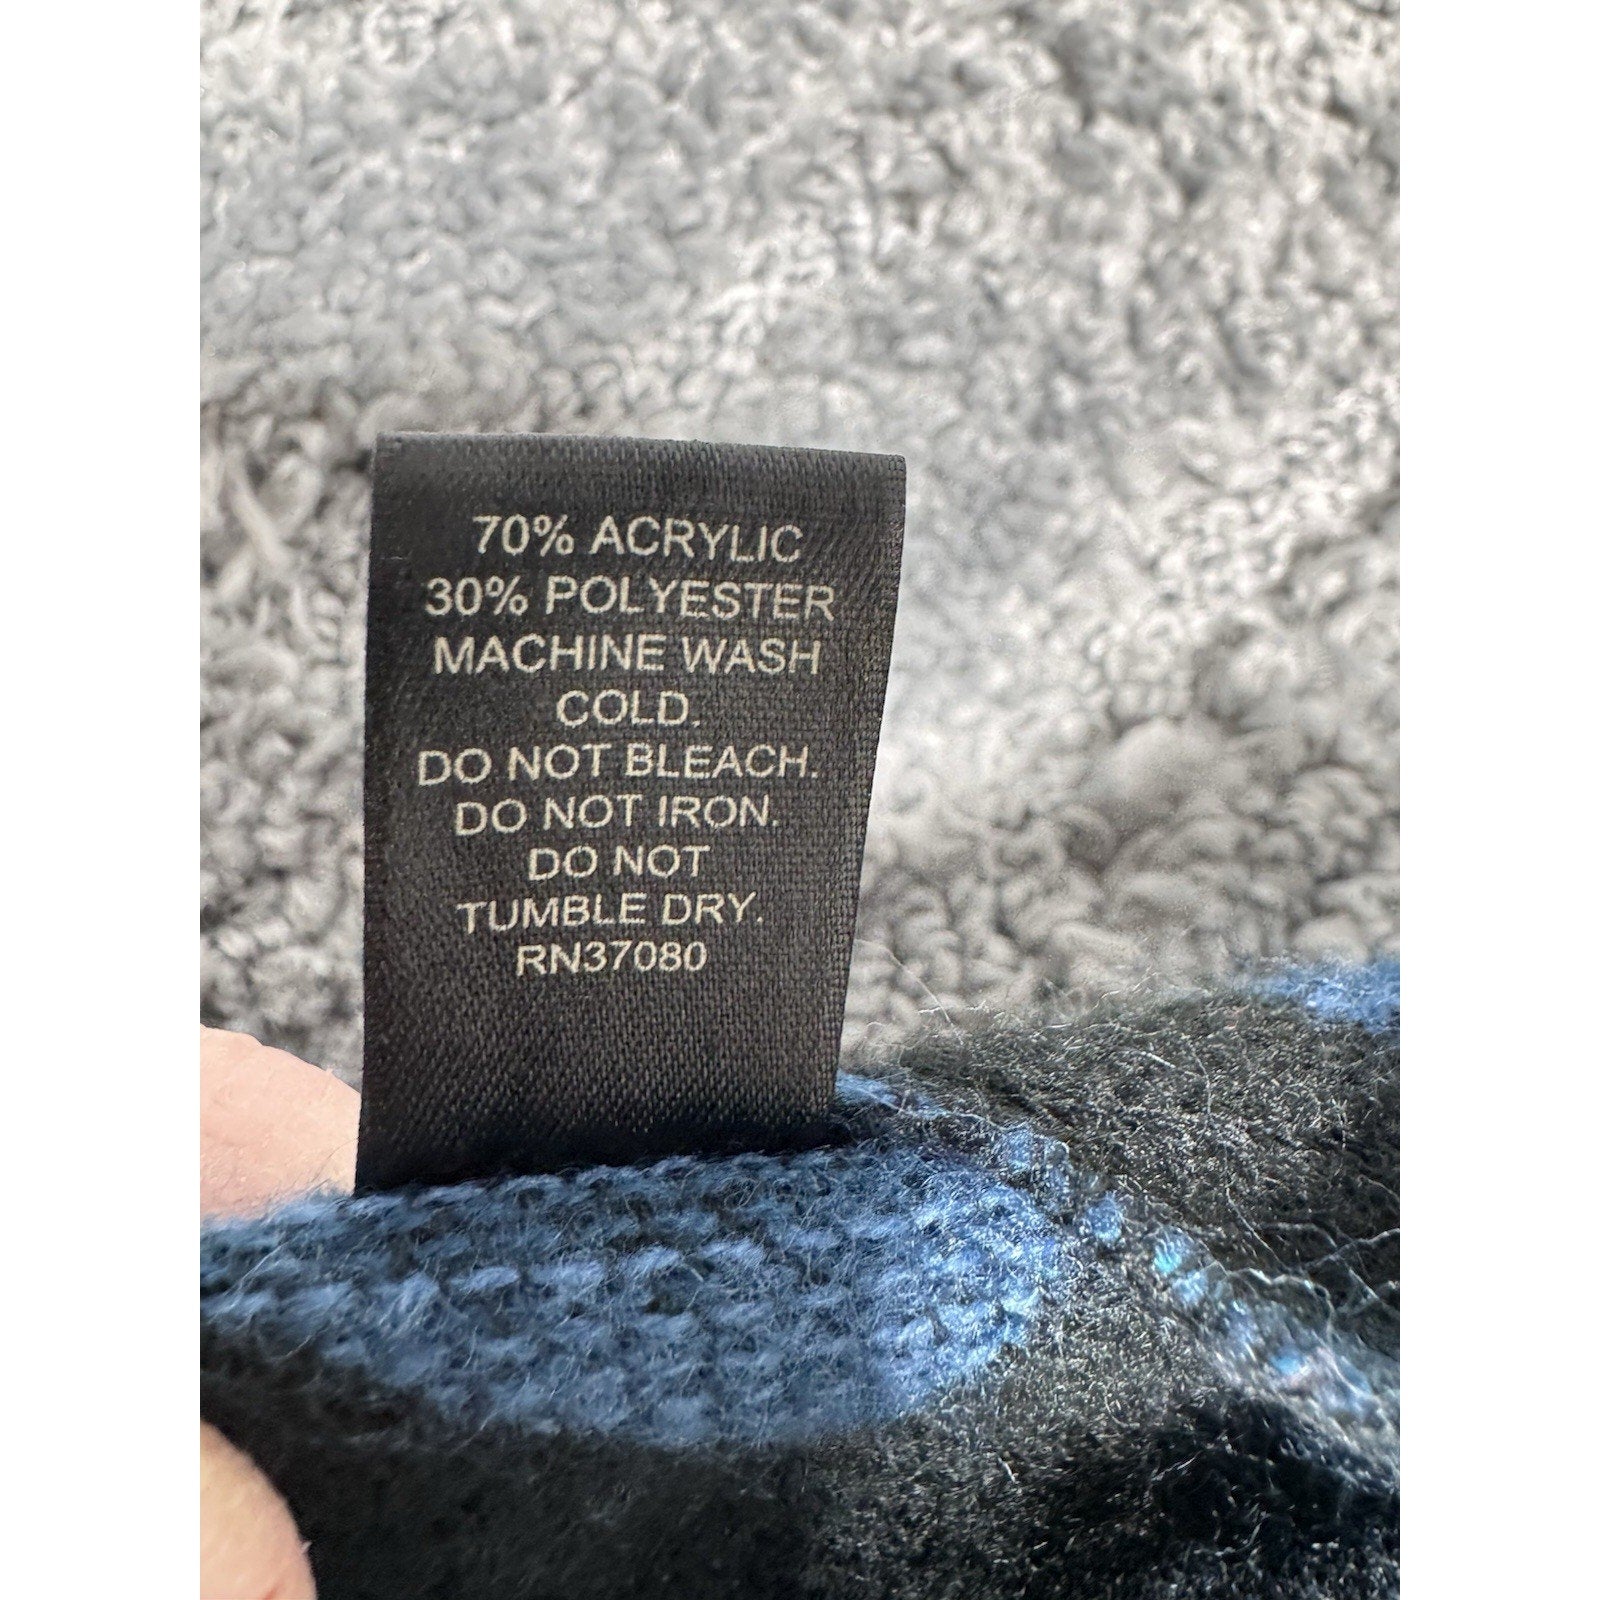 70% ACRYLIC
30% POLYESTER
MACHINE WASH
COLD.
DO NOT BLEACH.
DO NOT IRON.
DO NOT
TUMBLE DRY.
RN37080